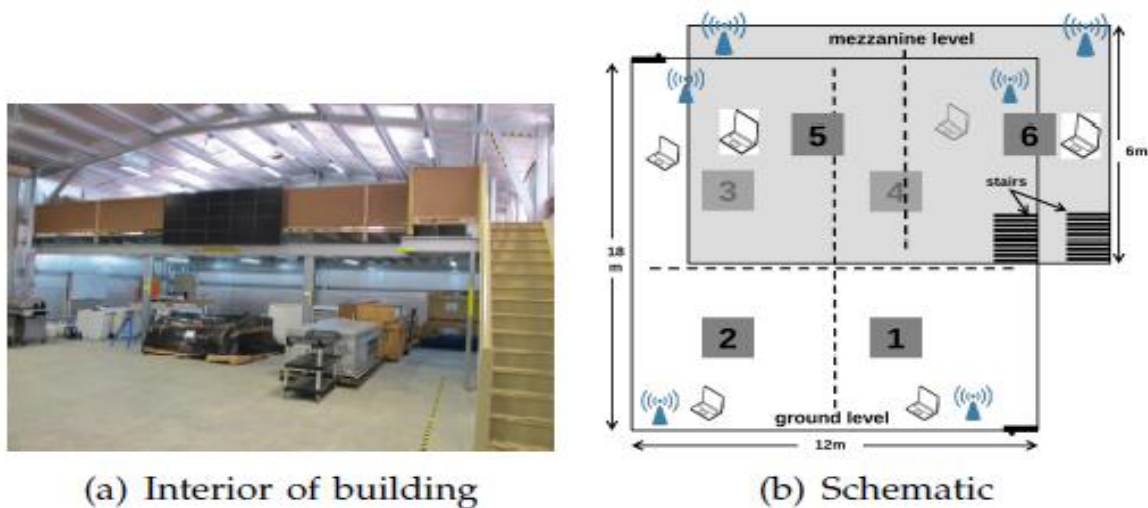 mezzanine level
5
6
6m
3
4
stairs
18
m
2
1
ground level
12m
(a) Interior of building
(b) Schematic